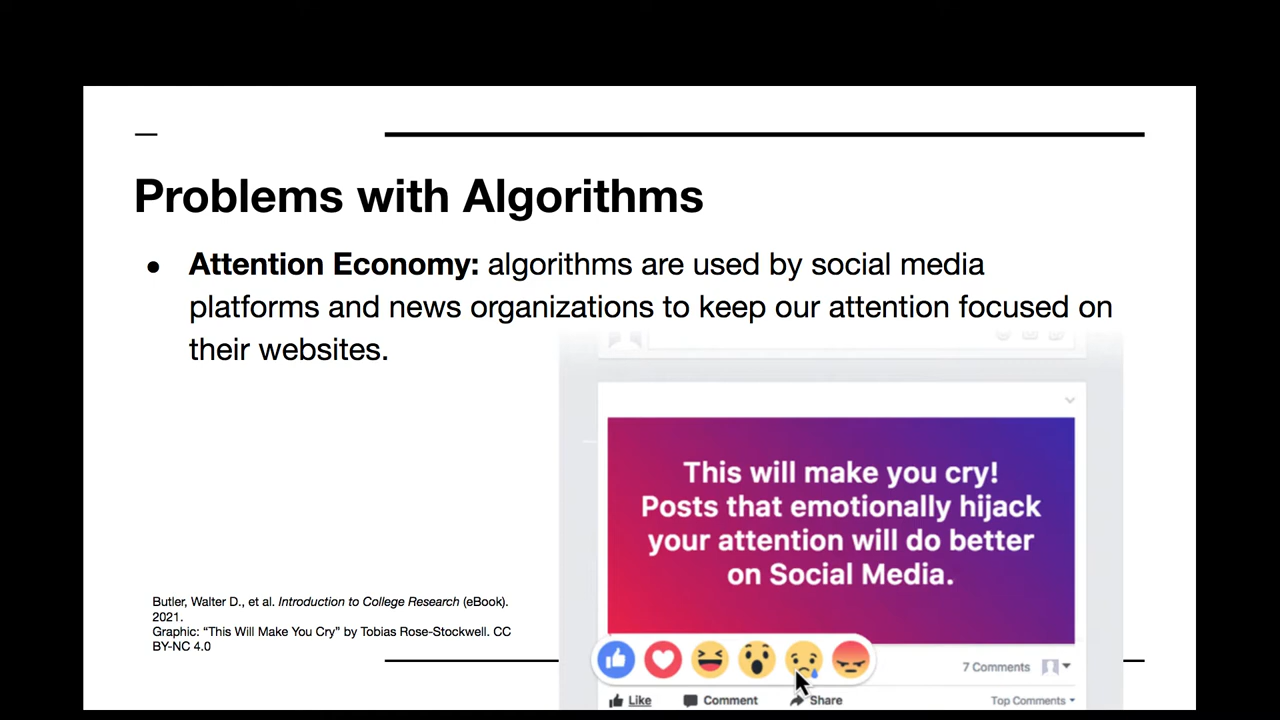 Problems with Algorithms
● Attention Economy: algorithms are used by social media
platforms and news organizations to keep our attention focused on
their websites.
This will make you cry!
Posts that emotionally hijack
your attention will do better
on Social Media.
Butler, Walter D., et al. Introduction to College Research (eBook).
2021.
Graphic: “This Will Make You Cry” by Tobias Rose-Stockwell. CC
BY-NC 4.0
7 Comments
Like Comment Share Top Comments